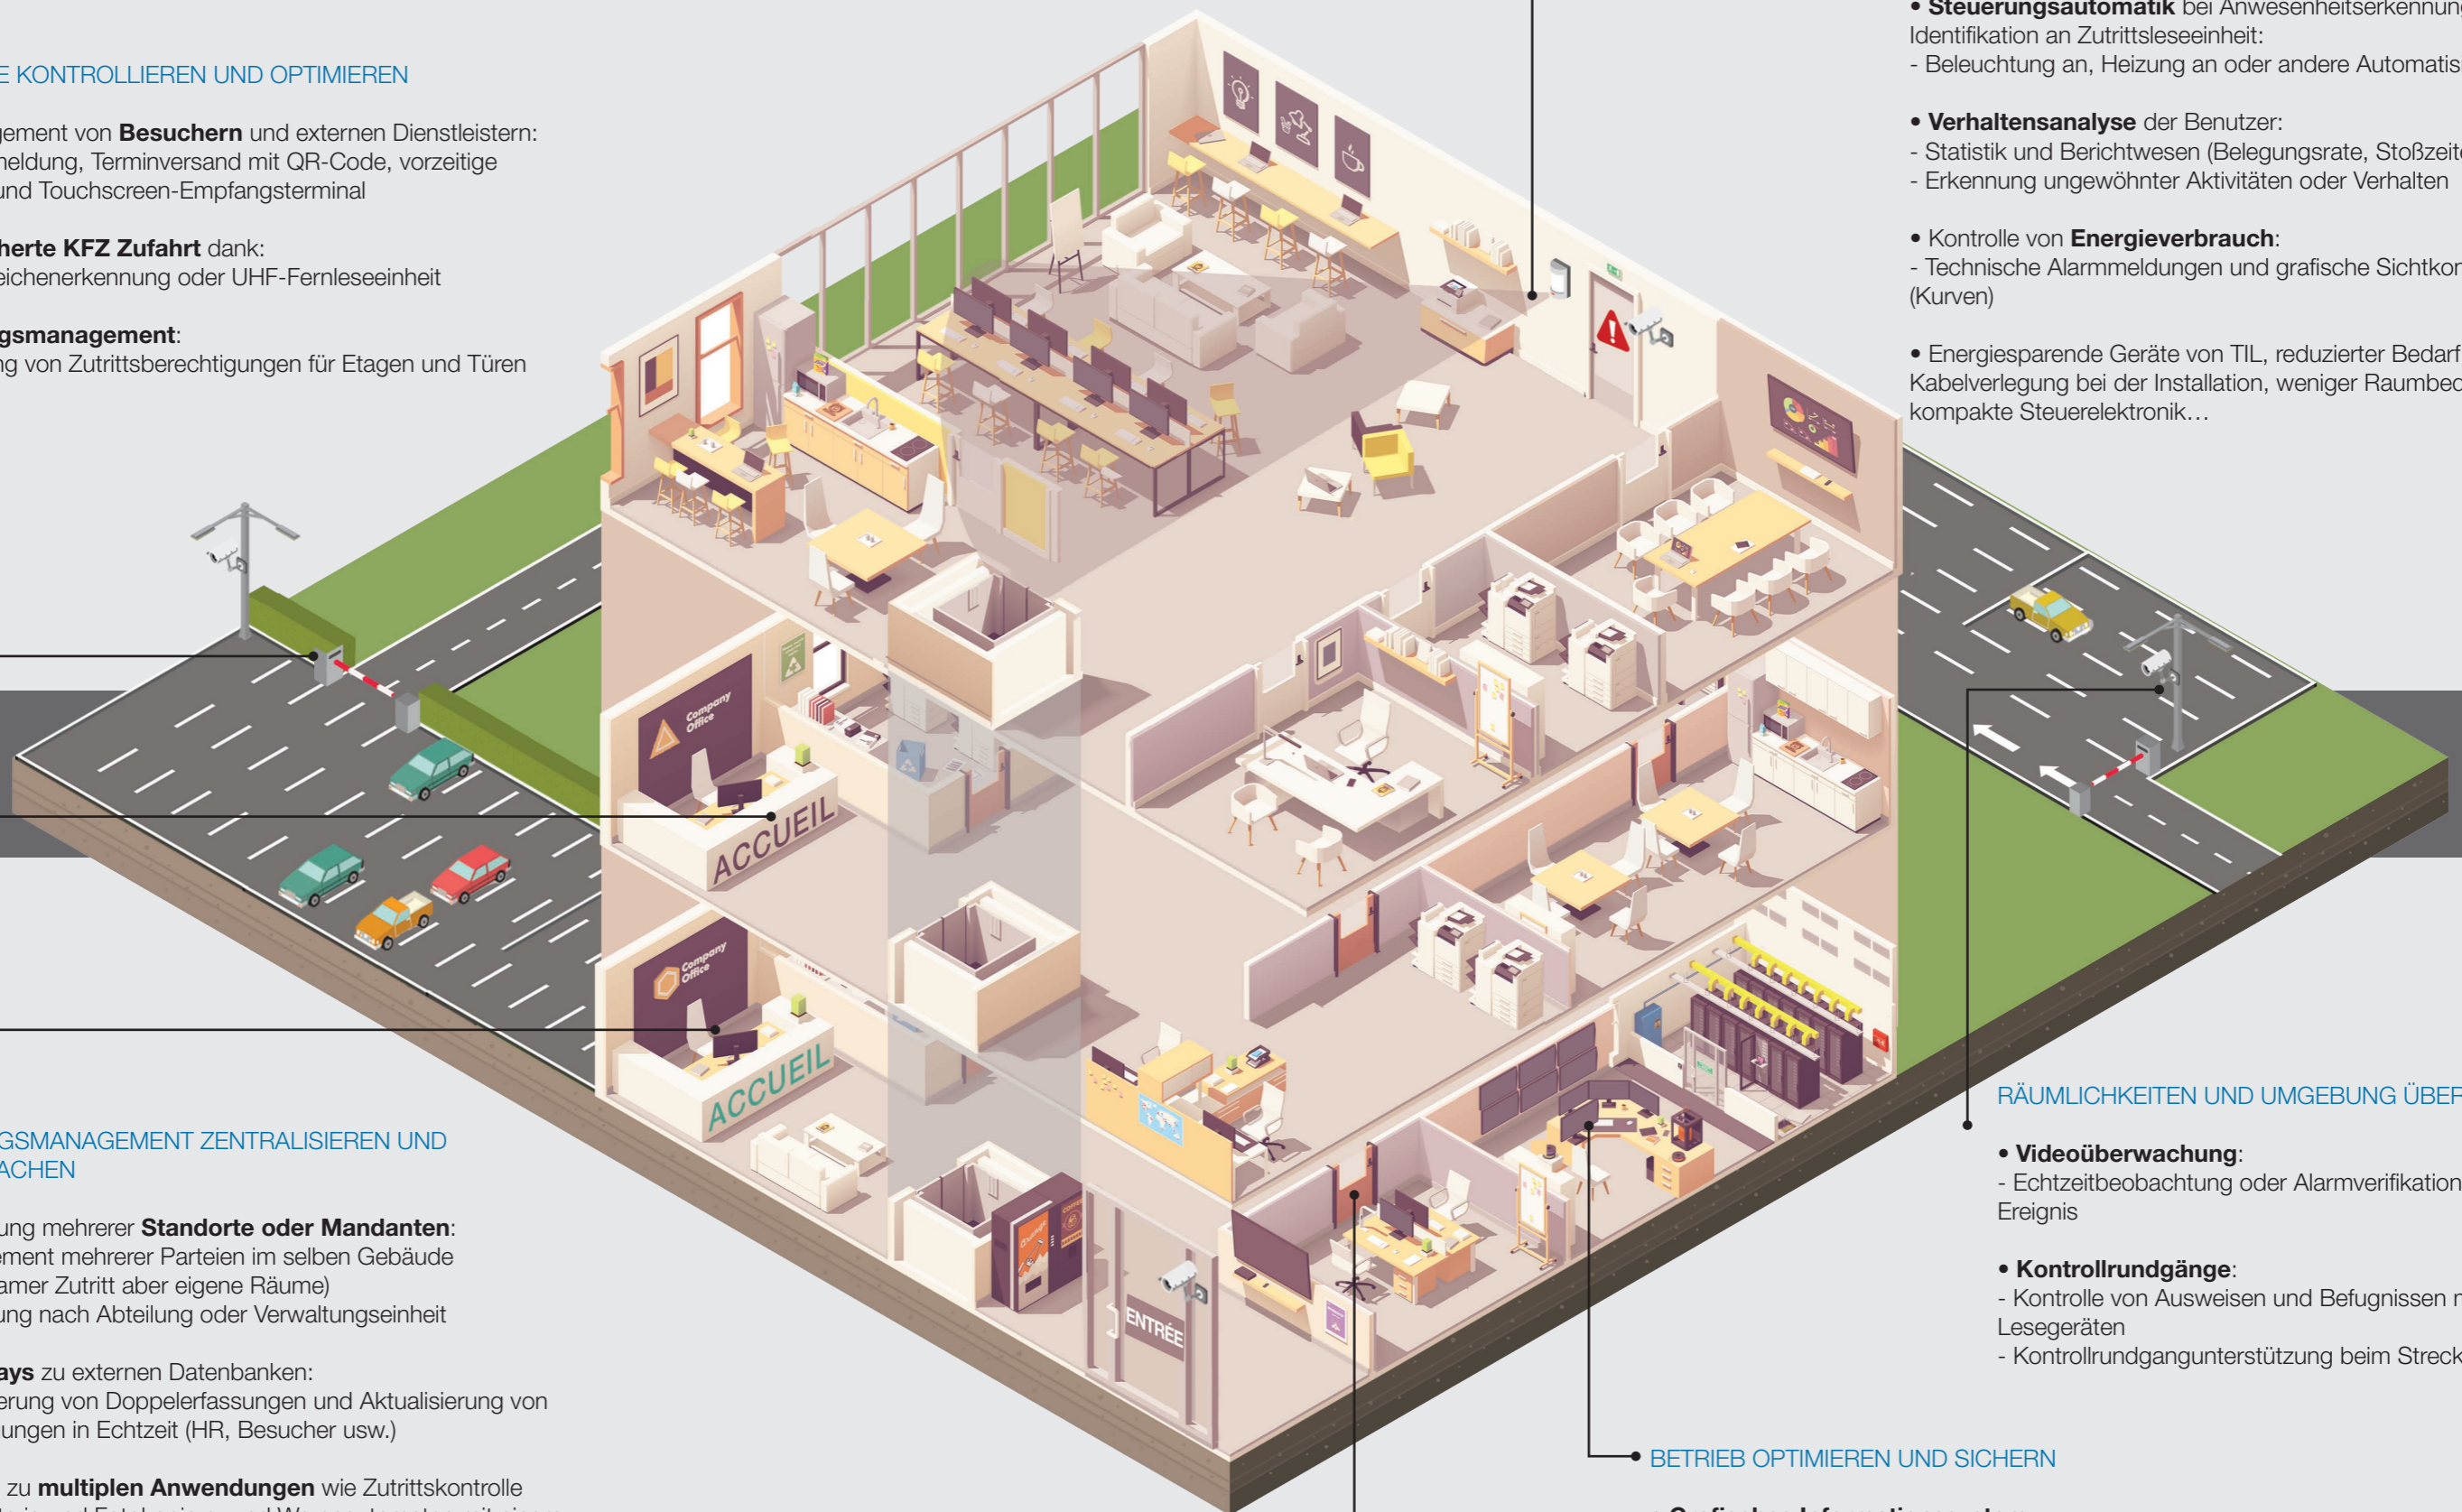 E KONTROLLIEREN UND OPTIMIEREN
gement von Besuchern und externen Dienstleistern:
meldung, Terminversand mit QR-Code, vorzeitige
und Touchscreen-Empfangsterminal
herte KFZ Zufahrt dank:
eichenerkennung oder UHF-Fernleseeinheit
gsmanagement:
ng von Zutrittsberechtigungen für Etagen und Türen
• Steuerungsautomatik bei Anwesenheitserkennun
Identifikation an Zutrittsleseeinheit:
- Beleuchtung an, Heizung an oder andere Automatis
• Verhaltensanalyse der Benutzer:
- Statistik und Berichtwesen (Belegungsrate, Stoßzeite
- Erkennung ungewöhnter Aktivitäten oder Verhalten
• Kontrolle von Energieverbrauch:
- Technische Alarmmeldungen und grafische Sichtkon
(Kurven)
• Energiesparende Geräte von TIL, reduzierter Bedarf
Kabelverlegung bei der Installation, weniger Raumbed
kompakte Steuerelektronik…
Company
Office
ACCUEIL
Company
Office
ACCUEIL
Orange
ENTRÉE
GSMANAGEMENT ZENTRALISIEREN UND
ACHEN
ung mehrerer Standorte oder Mandanten:
ement mehrerer Parteien im selben Gebäude
amer Zutritt aber eigene Räume)
ung nach Abteilung oder Verwaltungseinheit
ays zu externen Datenbanken:
erung von Doppelerfassungen und Aktualisierung von
ungen in Echtzeit (HR, Besucher usw.)
zu multiplen Anwendungen wie Zutrittskontrolle
RÄUMLICHKEITEN UND UMGEBUNG ÜBER
• Videoüberwachung:
- Echtzeitbeobachtung oder Alarmverifikation
Ereignis
• Kontrollrundgänge:
- Kontrolle von Ausweisen und Befugnissen m
Lesegeräten
- Kontrollrundgangunterstützung beim Streck
BETRIEB OPTIMIEREN UND SICHERN